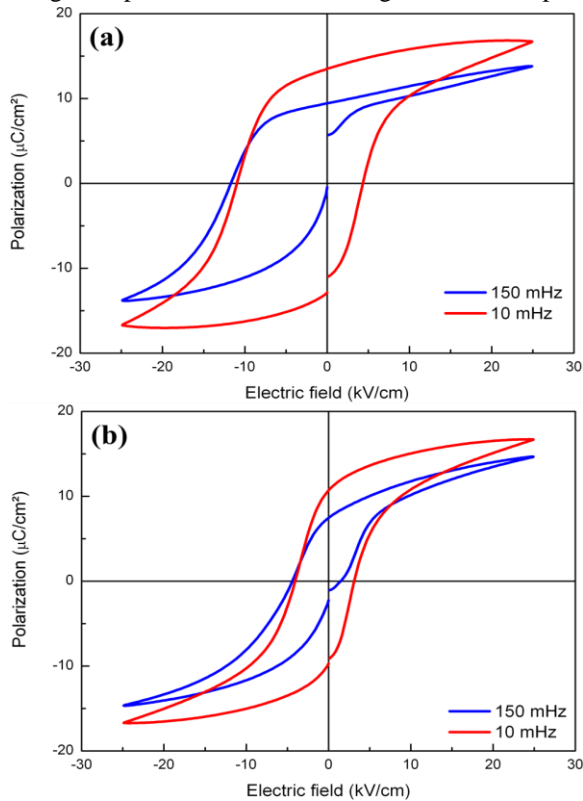 (a)
20
10
0
-10
-20
Polarization (µC/cm²)
150 mHz
10 mHz
-30 -20 -10 0 10 20 30
Electric field (kV/cm)
(b)
20
10
0
-10
-20
Polarization (µC/cm²)
150 mHz
10 mHz
-30 -20 -10 0 10 20 30
Electric field (kV/cm)